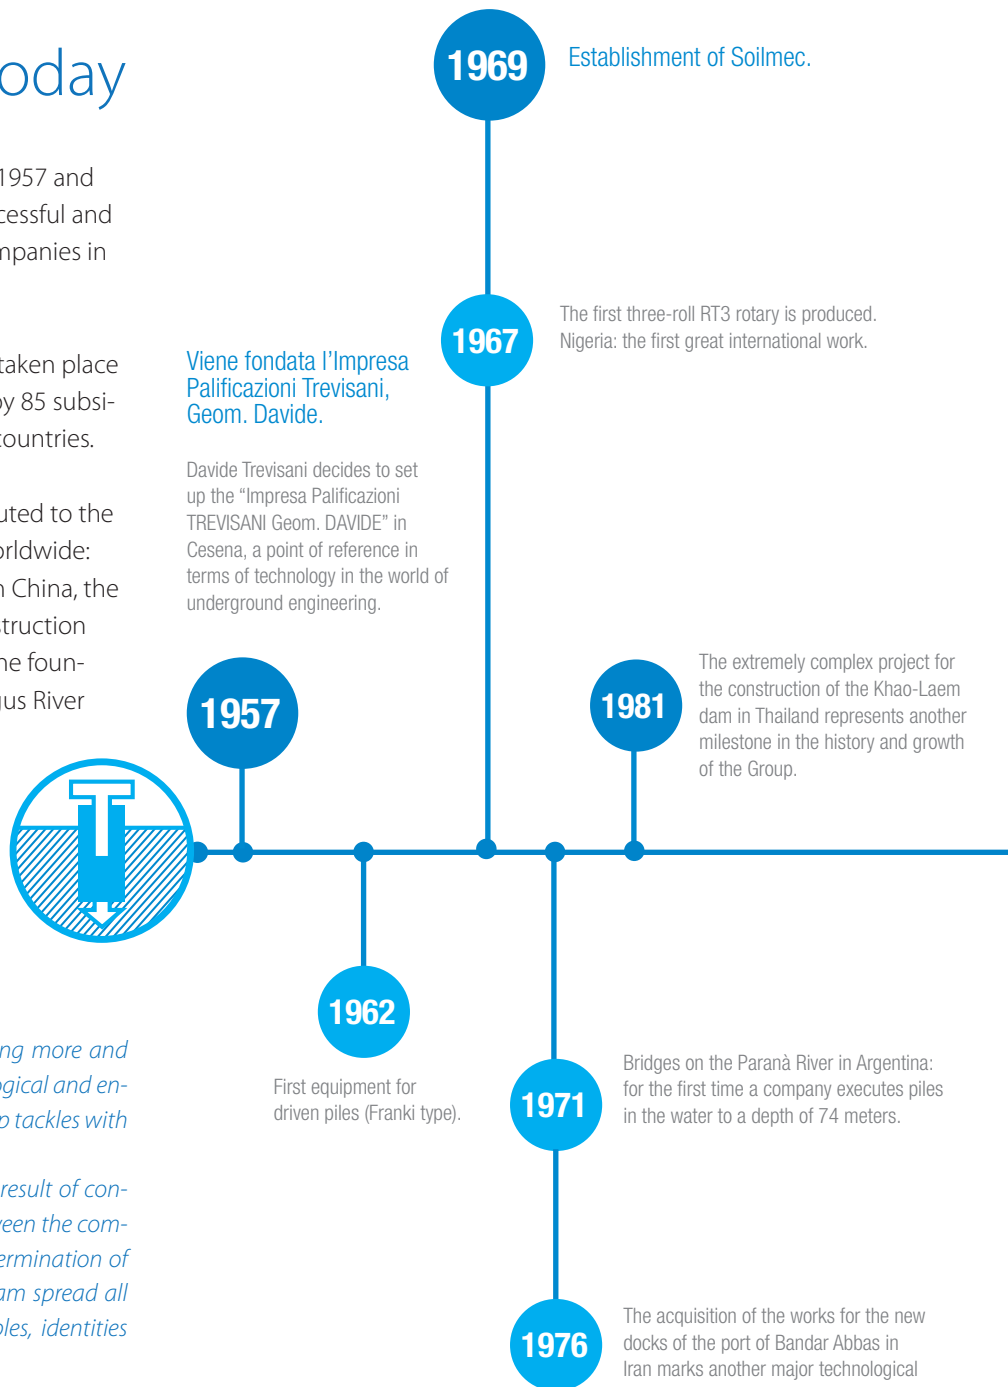 oday
1957 and
cessful and
mpanies in
taken place
by 85 subsi-
countries.
uted to the
orldwide:
n China, the
struction
he foun-
gus River
ng more and
ogical and en-
p tackles with
result of con-
ween the com-
ermination of
am spread all
ples, identities
1957
Viene fondata l’Impresa
Palificazioni Trevisani,
Geom. Davide.
Davide Trevisani decides to set
up the “Impresa Palificazioni
TREVISANI Geom. DAVIDE” in
Cesena, a point of reference in
terms of technology in the world of
underground engineering.
1962
First equipment for
driven piles (Franki type).
1967
The first three-roll RT3 rotary is produced.
Nigeria: the first great international work.
1969
Establishment of Soilmec.
1971
Bridges on the Paranà River in Argentina:
for the first time a company executes piles
in the water to a depth of 74 meters.
1976
The acquisition of the works for the new
docks of the port of Bandar Abbas in
Iran marks another major technological
1981
The extremely complex project for
the construction of the Khao-Laem
dam in Thailand represents another
milestone in the history and growth
of the Group.